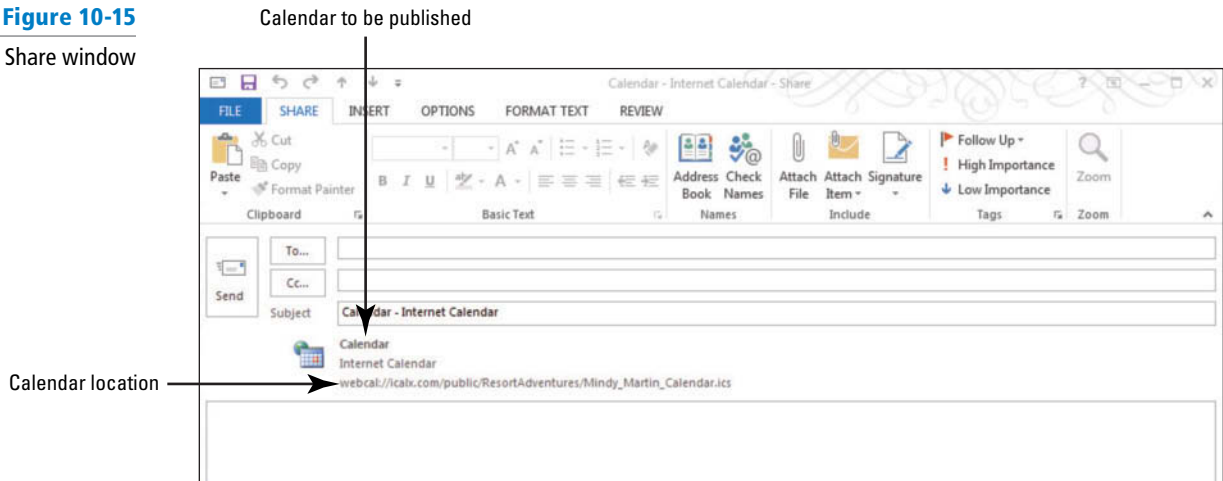 Figure 10-15
Share window
Calendar to be published
Calendar - Internet Calendar - Share
FILE SHARE INSERT OPTIONS FORMAT TEXT REVIEW
Paste
Cut
Copy
Format Painter
Clipboard
B I U A
Basic Text
Address Book
Check Names
Names
Attach File
Attach Item
Signature
Include
Follow Up
High Importance
Low Importance
Tags
Zoom
Zoom
Send
To...
Cc...
Subject
Calendar - Internet Calendar
Calendar
Internet Calendar
Calendar location
webcal://icalx.com/public/ResortAdventures/Mindy_Martin_Calendar.ics